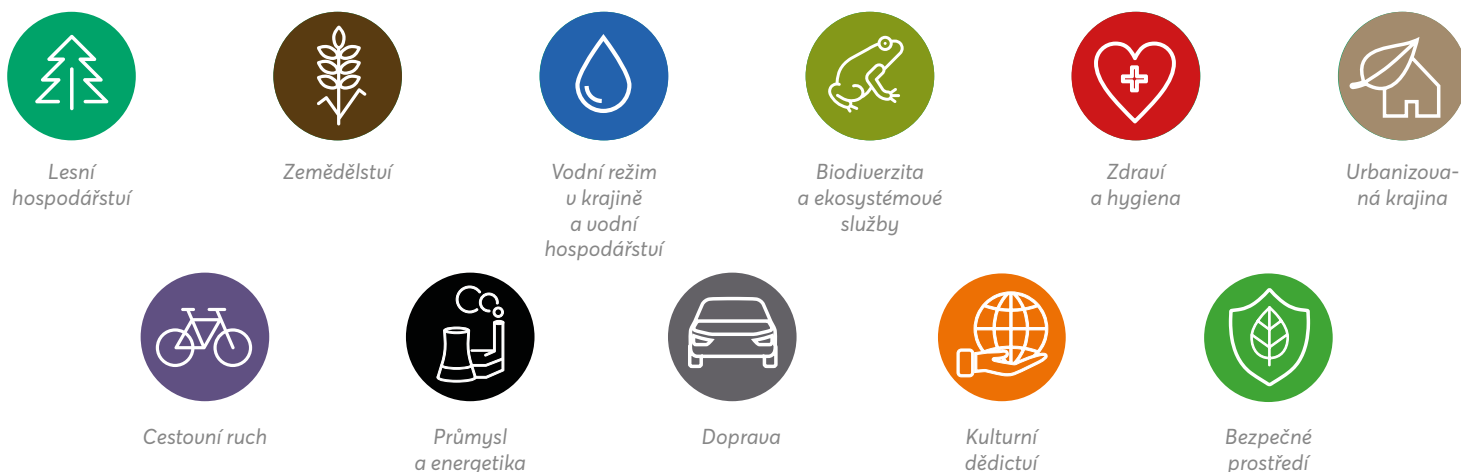 Lesní
hospodářství
Zemědělství
Vodní režim
v krajině
a vodní
hospodářství
Biodiverzita
a ekosystémové
služby
Zdraví
a hygiena
Urbanizova-
ná krajina
Cestovní ruch
Průmysl
a energetika
Doprava
Kulturní
dědictví
Bezpečné
prostředí